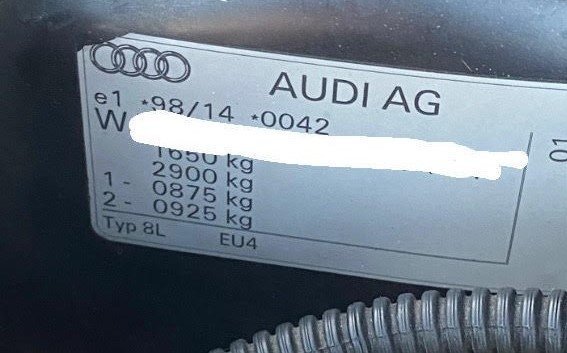 AUDI AG
e1 *98/14 *0042
W
1650 kg
2900 kg
1 - 0875 kg
2 - 0925 kg
Typ 8L EU4
01